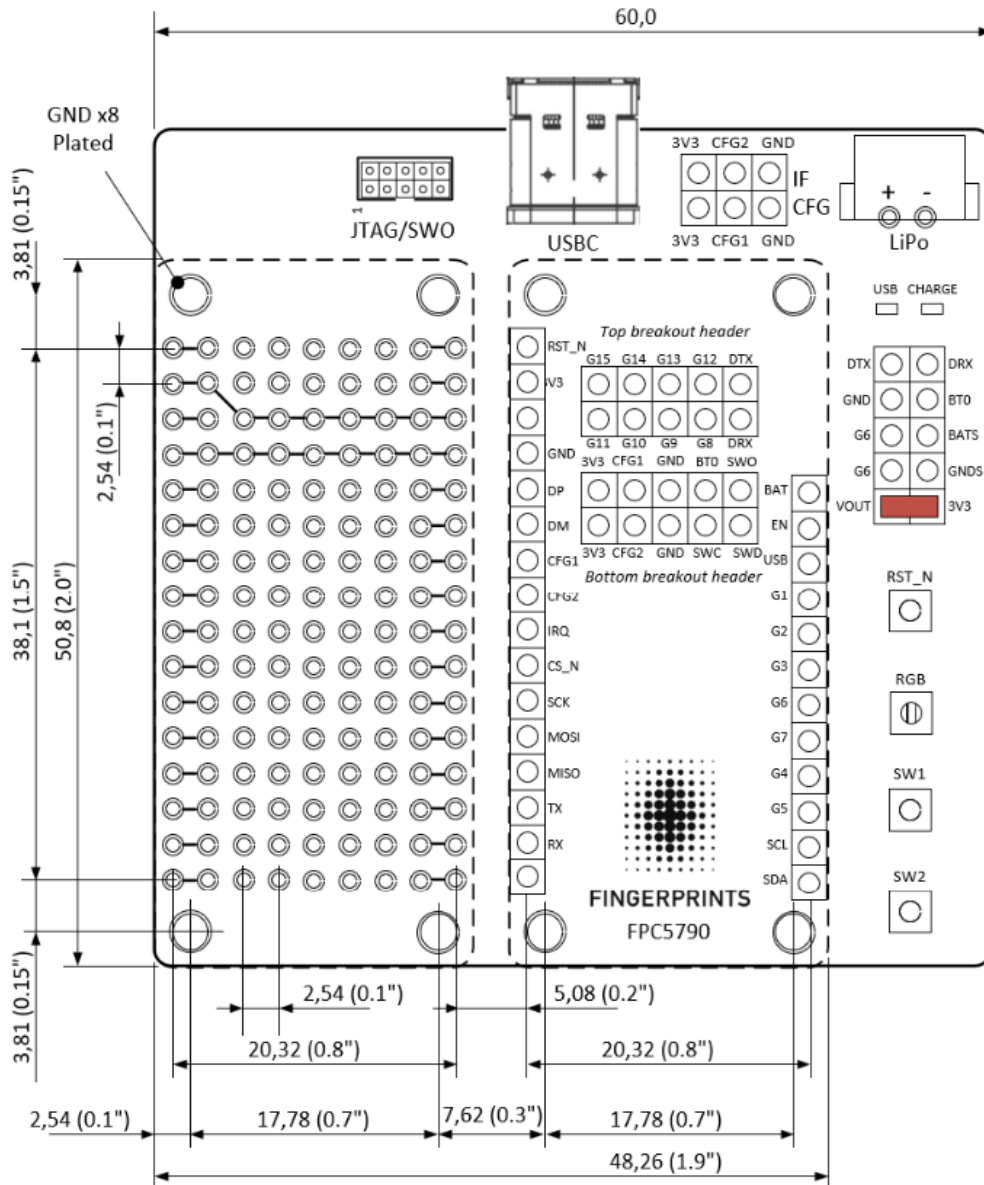 60,0
GND x8
Plated
3V3 CFG2 GND
IF
CFG
3V3 CFG1 GND
+ -
LiPo
1
JTAG/SWO
USBC
3,81 (0.15")
2,54 (0.1")
38,1 (1.5")
50,8 (2.0")
3,81 (0.15")
USB CHARGE
Top breakout header
G15 G14 G13 G12 DTX
G11 G10 G9 G8 DRX
3V3 CFG1 GND BT0 SWO
3V3 CFG2 GND SWC SWD
Bottom breakout header
RST_N
3V3
GND
DP
DM
CFG1
CFG2
IRQ
CS_N
SCK
MOSI
MISO
TX
RX
BAT
EN
USB
G1
G2
G3
G6
G7
G4
G5
SCL
SDA
DTX DRX
GND BT0
G6 BATS
G6 GNDS
VOUT 3V3
RST_N
RGB
SW1
SW2
FINGERPRINTS
FPC5790
2,54 (0.1") 5,08 (0.2")
20,32 (0.8") 20,32 (0.8")
2,54 (0.1") 17,78 (0.7") 7,62 (0.3") 17,78 (0.7")
48,26 (1.9")